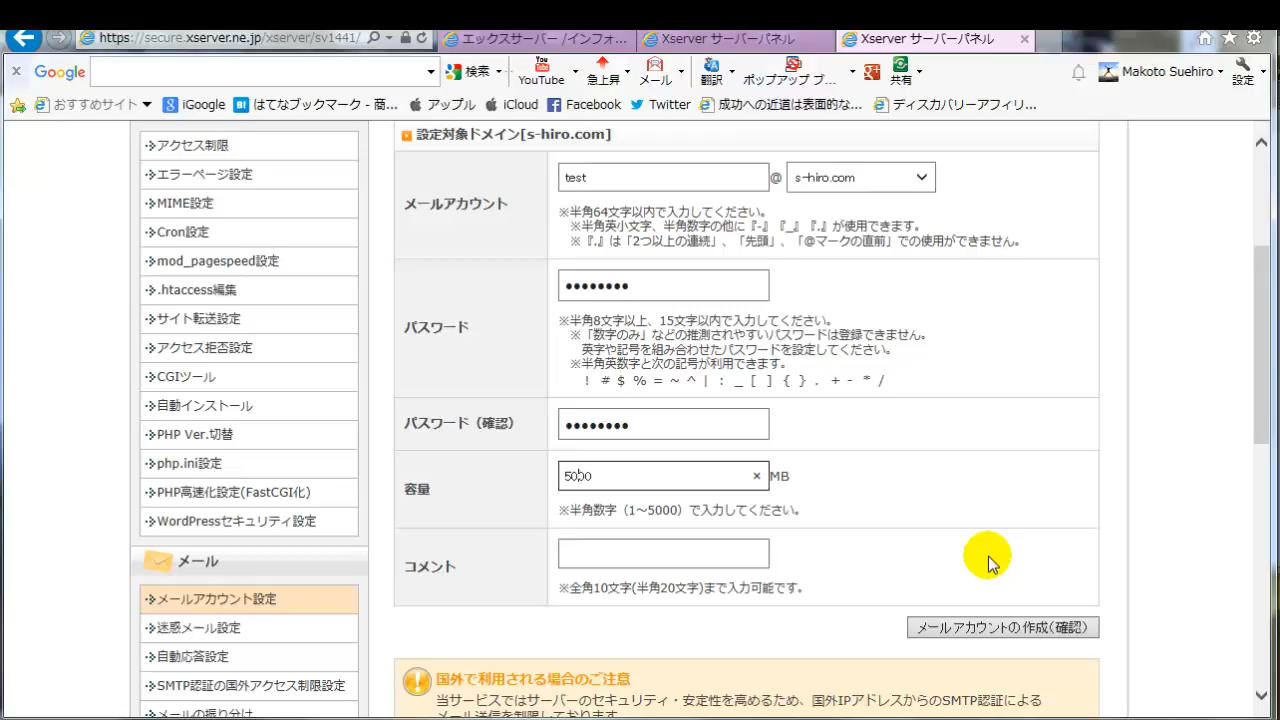 https://secure.xserver.ne.jp/xserver/sv1441/
エックスサーバー /インフォ...
Xserver サーバーパネル
Xserver サーバーパネル
Google
検索
YouTube
急上昇
メール
翻訳
ポップアップ ブ...
共有
Makoto Suehiro
設定
おすすめサイト
iGoogle
はてなブックマーク - 商...
アップル
iCloud
Facebook
Twitter
成功への近道は表面的な...
ディスカバリーアフィリ...
アクセス制限
エラーページ設定
MIME設定
Cron設定
mod_pagespeed設定
.htaccess編集
サイト転送設定
アクセス拒否設定
CGIツール
自動インストール
PHP Ver.切替
php.ini設定
PHP高速化設定(FastCGI化)
WordPressセキュリティ設定
メール
メールアカウント設定
迷惑メール設定
自動応答設定
SMTP認証の国外アクセス制限設定
メールの振り分け
設定対象ドメイン[s-hiro.com]
メールアカウント
test @ s-hiro.com
※半角64文字以内で入力してください。
※半角英小文字、半角数字の他に『-』『_』『.』が使用できます。
※『.』は「2つ以上の連続」、「先頭」、「@マークの直前」での使用ができません。
パスワード
●●●●●●●●
※半角8文字以上、15文字以内で入力してください。
※「数字のみ」などの推測されやすいパスワードは登録できません。
英字や記号を組み合わせたパスワードを設定してください。
※半角英数字と次の記号が利用できます。
! # $ % = ~ ^ | : _ [ ] { } . + - * /
パスワード（確認）
●●●●●●●●
容量
5000 × MB
※半角数字（1～5000）で入力してください。
コメント
※全角10文字(半角20文字)まで入力可能です。
メールアカウントの作成(確認)
国外で利用される場合のご注意
当サービスではサーバーのセキュリティ・安定性を高めるため、国外IPアドレスからのSMTP認証による
メール送信を制限しております。